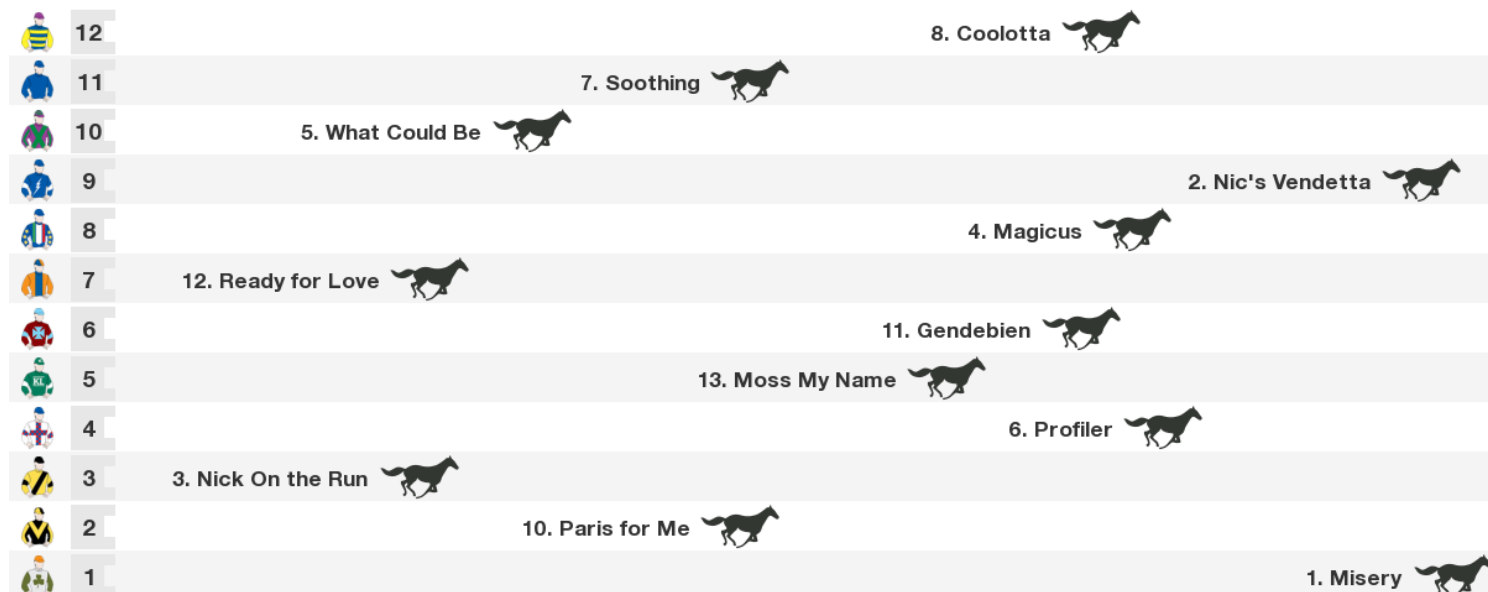 12 8. Coolotta
11 7. Soothing
10 5. What Could Be
9 2. Nic's Vendetta
8 4. Magicus
7 12. Ready for Love
6 11. Gendebien
5 13. Moss My Name
4 6. Profiler
3 3. Nick On the Run
2 10. Paris for Me
1 1. Misery